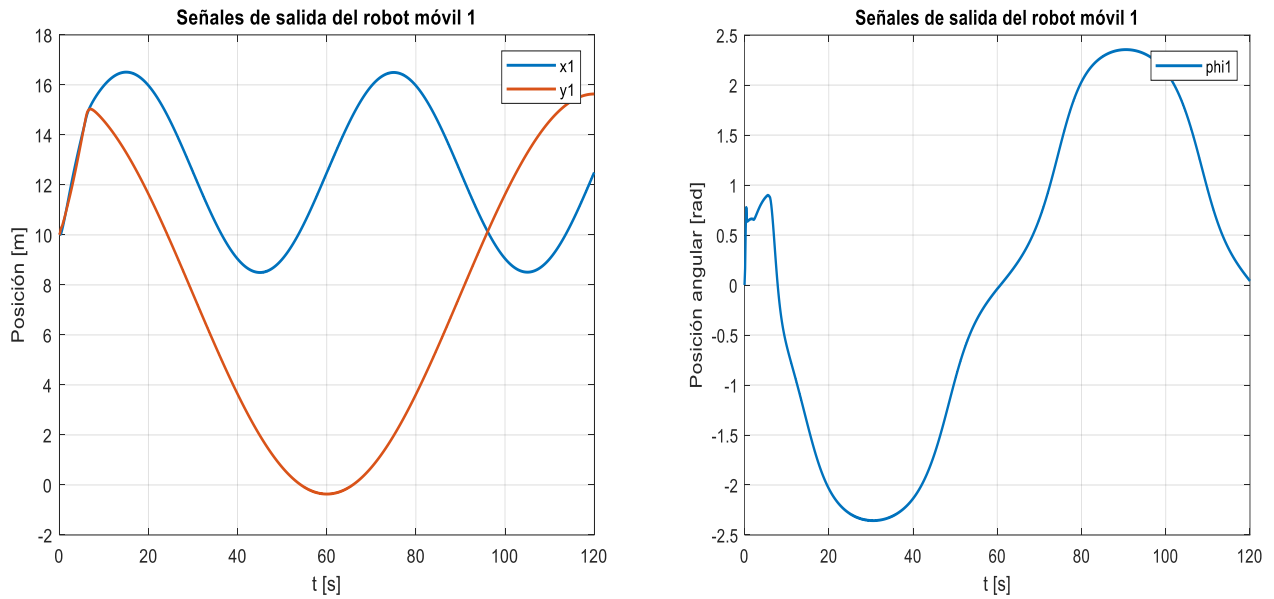 Señales de salida del robot móvil 1
18
16
14
12
10
8
6
4
2
0
-2
Posición [m]
x1
y1
0 20 40 60 80 100 120
t [s]
Señales de salida del robot móvil 1
2.5
2
1.5
1
0.5
0
-0.5
-1
-1.5
-2
-2.5
Posición angular [rad]
phi1
0 20 40 60 80 100 120
t [s]